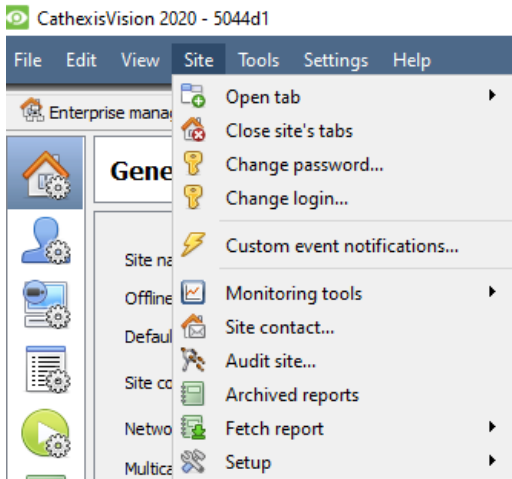 CathexisVision 2020 - 5044d1
File Edit View Site Tools Settings Help
Enterprise mana
Open tab
Close site's tabs
Change password...
Change login...
Custom event notifications...
Monitoring tools
Site contact...
Audit site...
Archived reports
Fetch report
Setup
Gene
Site na
Offline
Defaul
Site co
Netwo
Multica